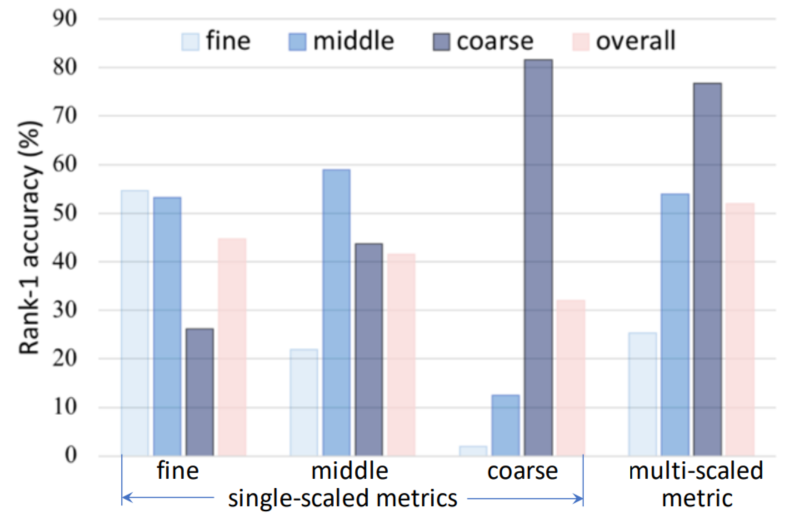 90
fine middle coarse overall
80
70
60
50
40
30
20
10
0
Rank-1 accuracy (%)
fine middle coarse multi-scaled
single-scaled metrics metric